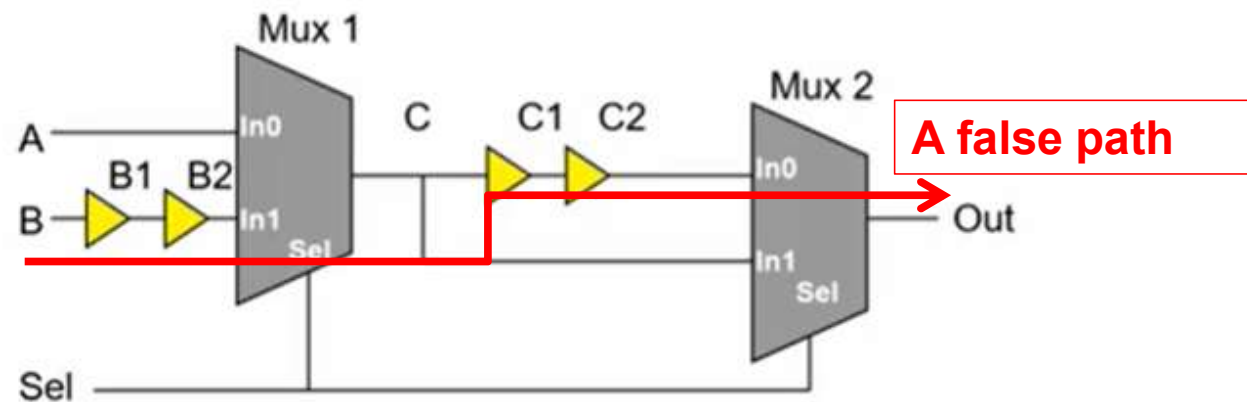 Mux 1
Mux 2
C C1 C2
A false path
A
In0
B1 B2
In0
B
In1
Out
Sel
In1
Sel
Sel